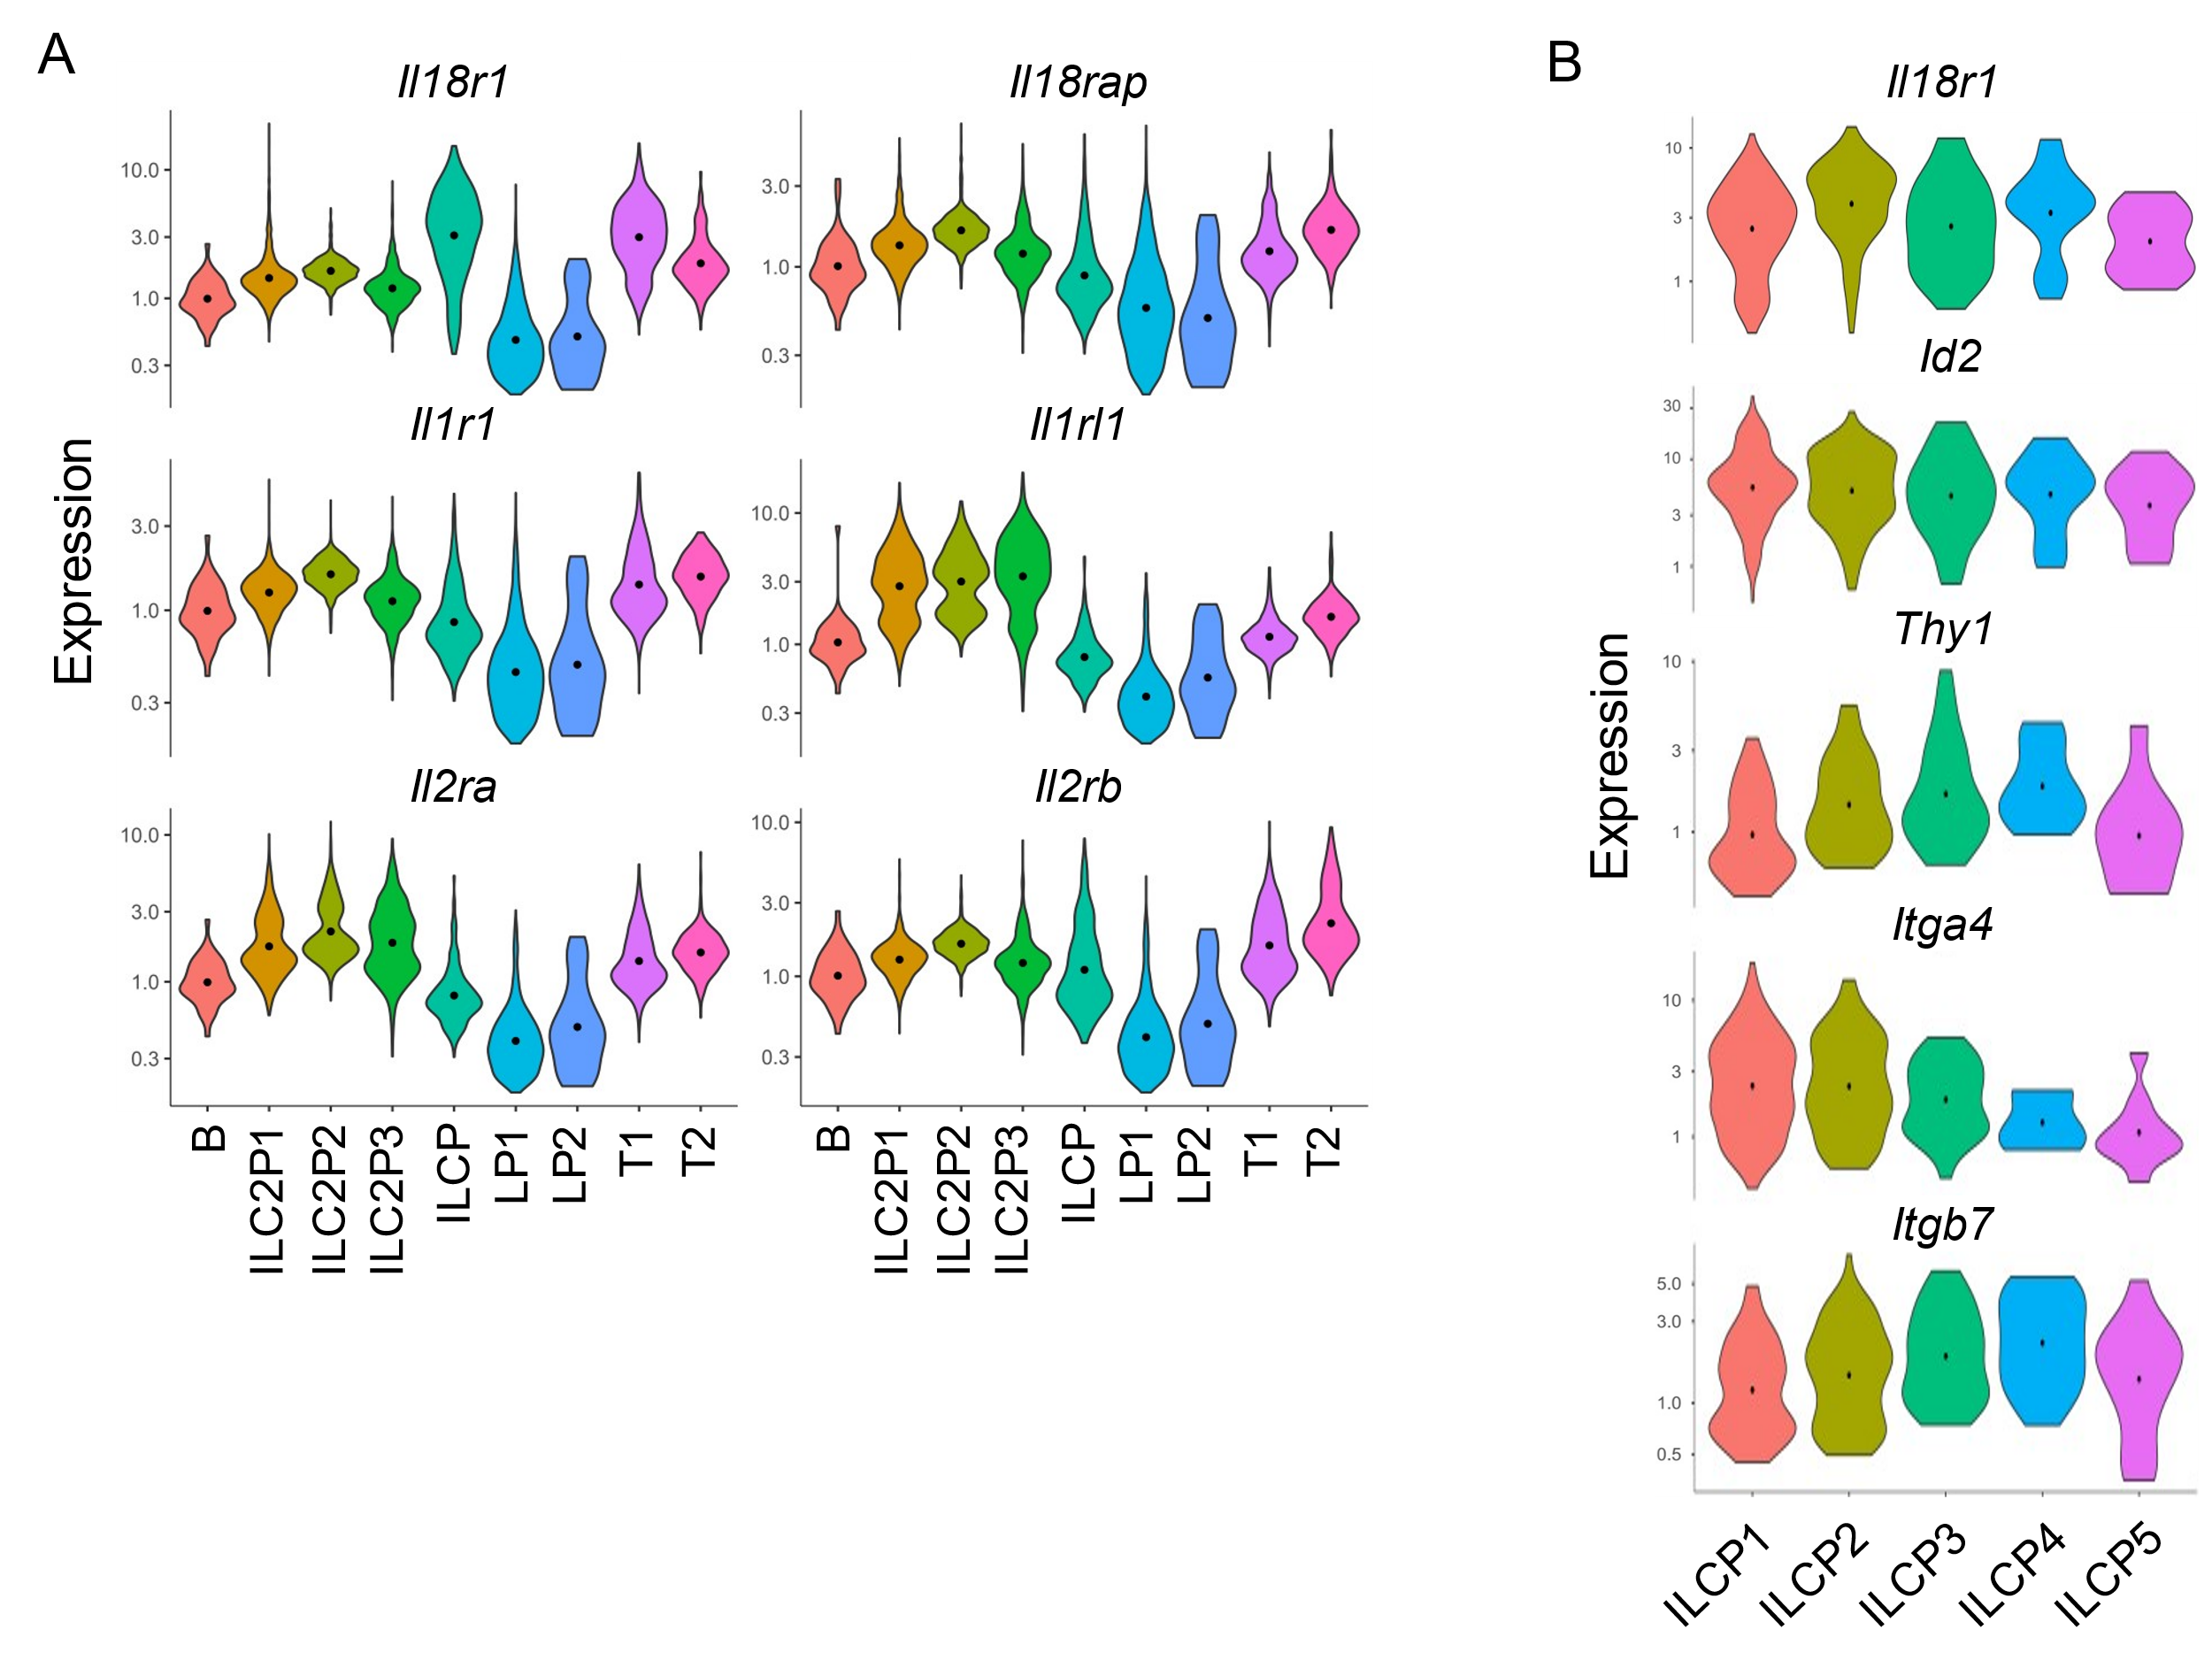 A
B
Il18r1
Il18rap
10.0
3.0
1.0
0.3
3.0
1.0
0.3
Il1r1
Il1rl1
3.0
1.0
0.3
10.0
3.0
1.0
0.3
Il2ra
Il2rb
10.0
3.0
1.0
0.3
10.0
3.0
1.0
0.3
Expression
B
ILC2P1
ILC2P2
ILC2P3
ILCP
LP1
LP2
T1
T2
B
ILC2P1
ILC2P2
ILC2P3
ILCP
LP1
LP2
T1
T2
Il18r1
10
3
1
Id2
30
10
3
1
Thy1
10
3
1
Itga4
10
3
1
Itgb7
5.0
3.0
1.0
0.5
Expression
ILCP1
ILCP2
ILCP3
ILCP4
ILCP5